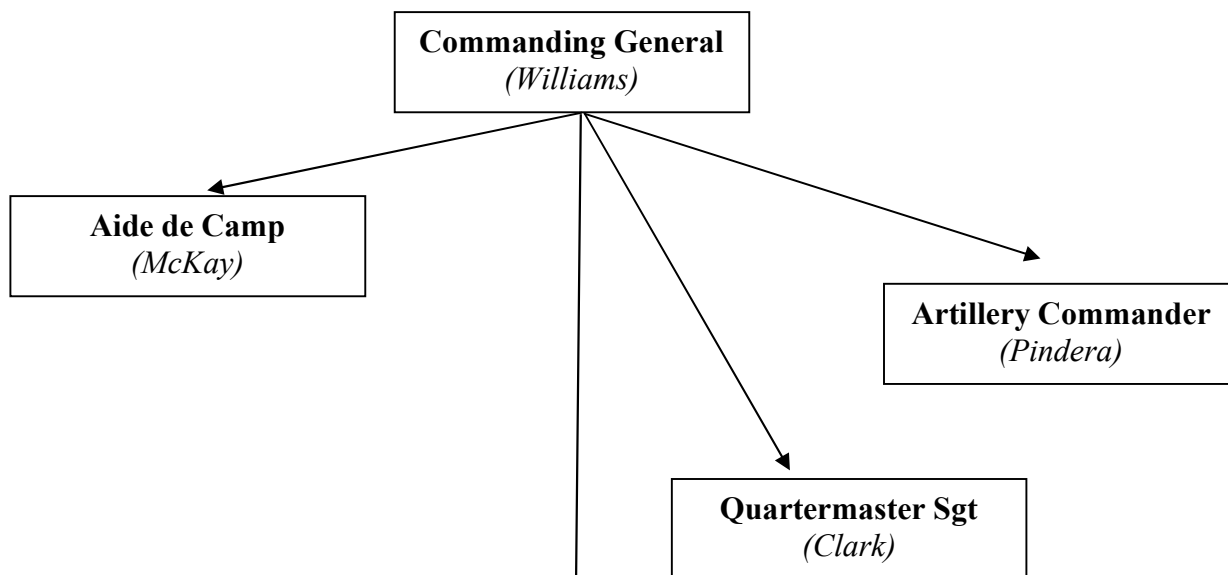 Commanding General
(Williams)
Aide de Camp
(McKay)
Artillery Commander
(Pindera)
Quartermaster Sgt
(Clark)